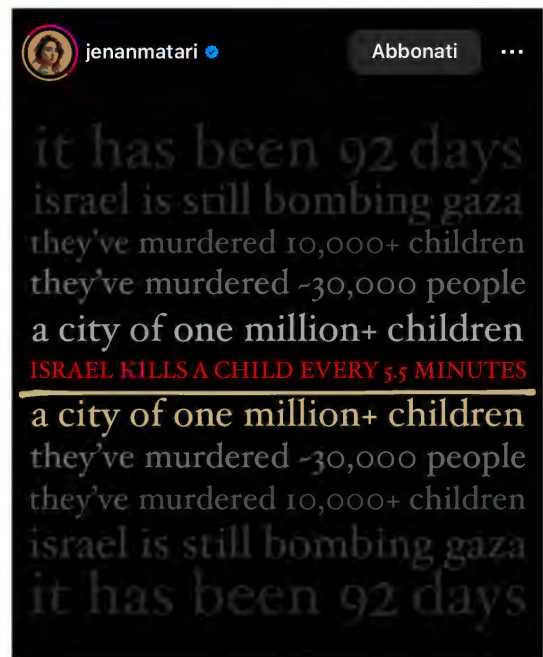 jenanmatari
Abbonati
it has been 92 days
israel is still bombing gaza
they've murdered 10,000+ children
they've murdered ~30,000 people
a city of one million+ children
ISRAEL KILLS A CHILD EVERY 5.5 MINUTES
a city of one million+ children
they've murdered ~30,000 people
they've murdered 10,000+ children
israel is still bombing gaza
it has been 92 days